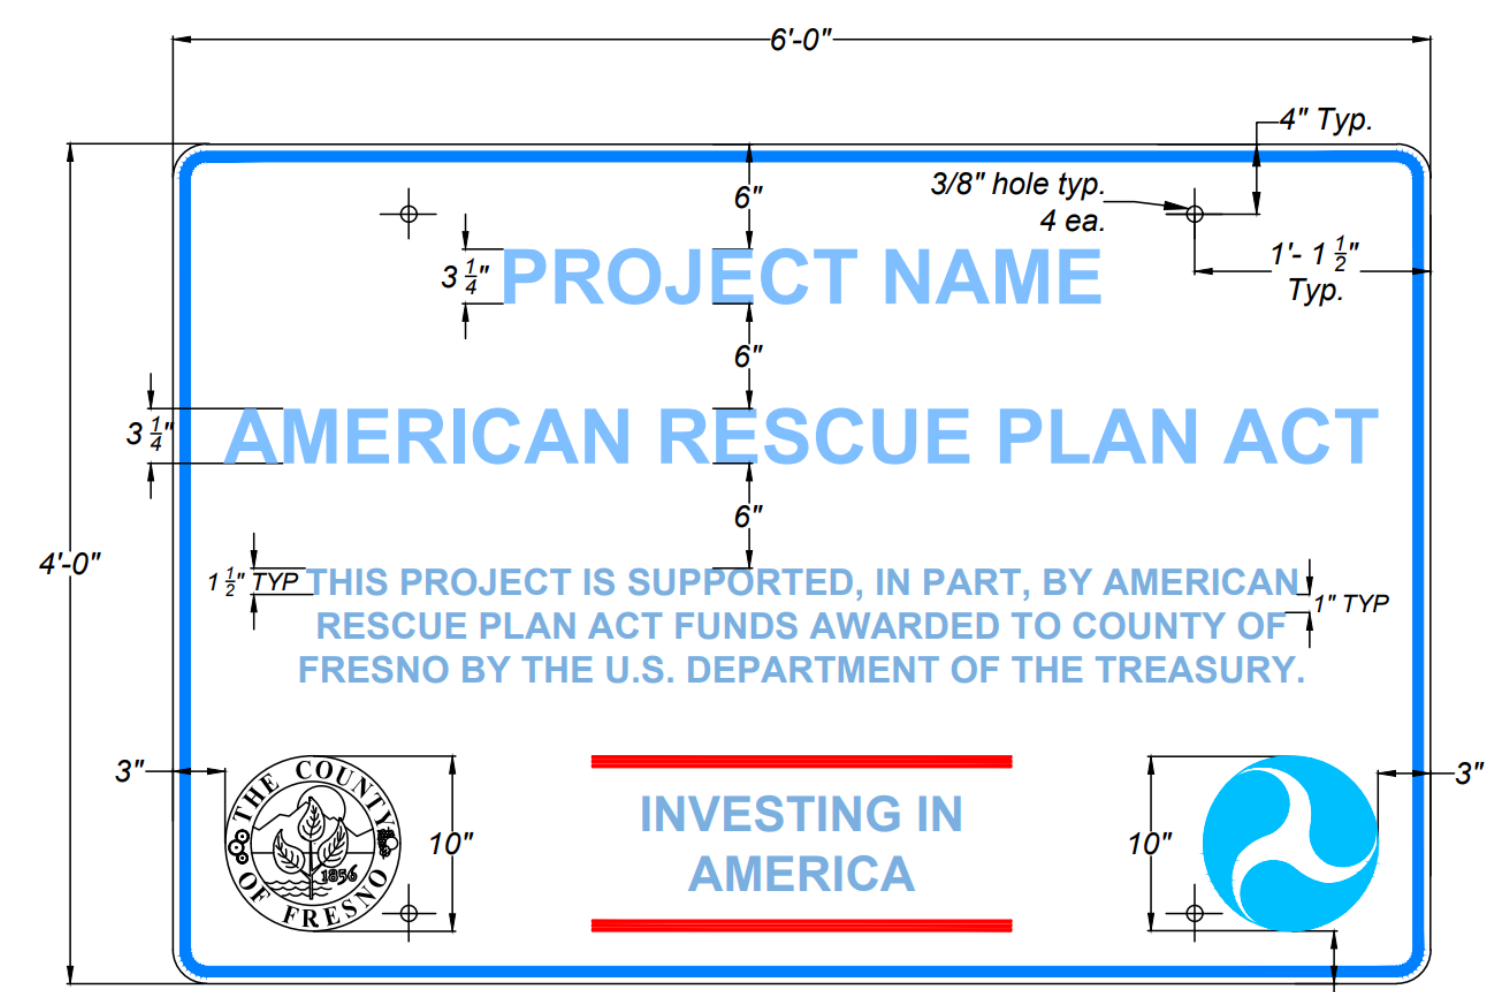 6'-0"
4" Typ.
6"
3/8" hole typ.
4 ea.
1'- 1 1/2"
Typ.
3 1/4"
PROJECT NAME
6"
3 1/4"
AMERICAN RESCUE PLAN ACT
6"
4'-0"
1 1/2" TYP
THIS PROJECT IS SUPPORTED, IN PART, BY AMERICAN
1" TYP
RESCUE PLAN ACT FUNDS AWARDED TO COUNTY OF
FRESNO BY THE U.S. DEPARTMENT OF THE TREASURY.
3"
THE COUNTY
OF FRESNO
1856
10"
INVESTING IN
AMERICA
10"
3"